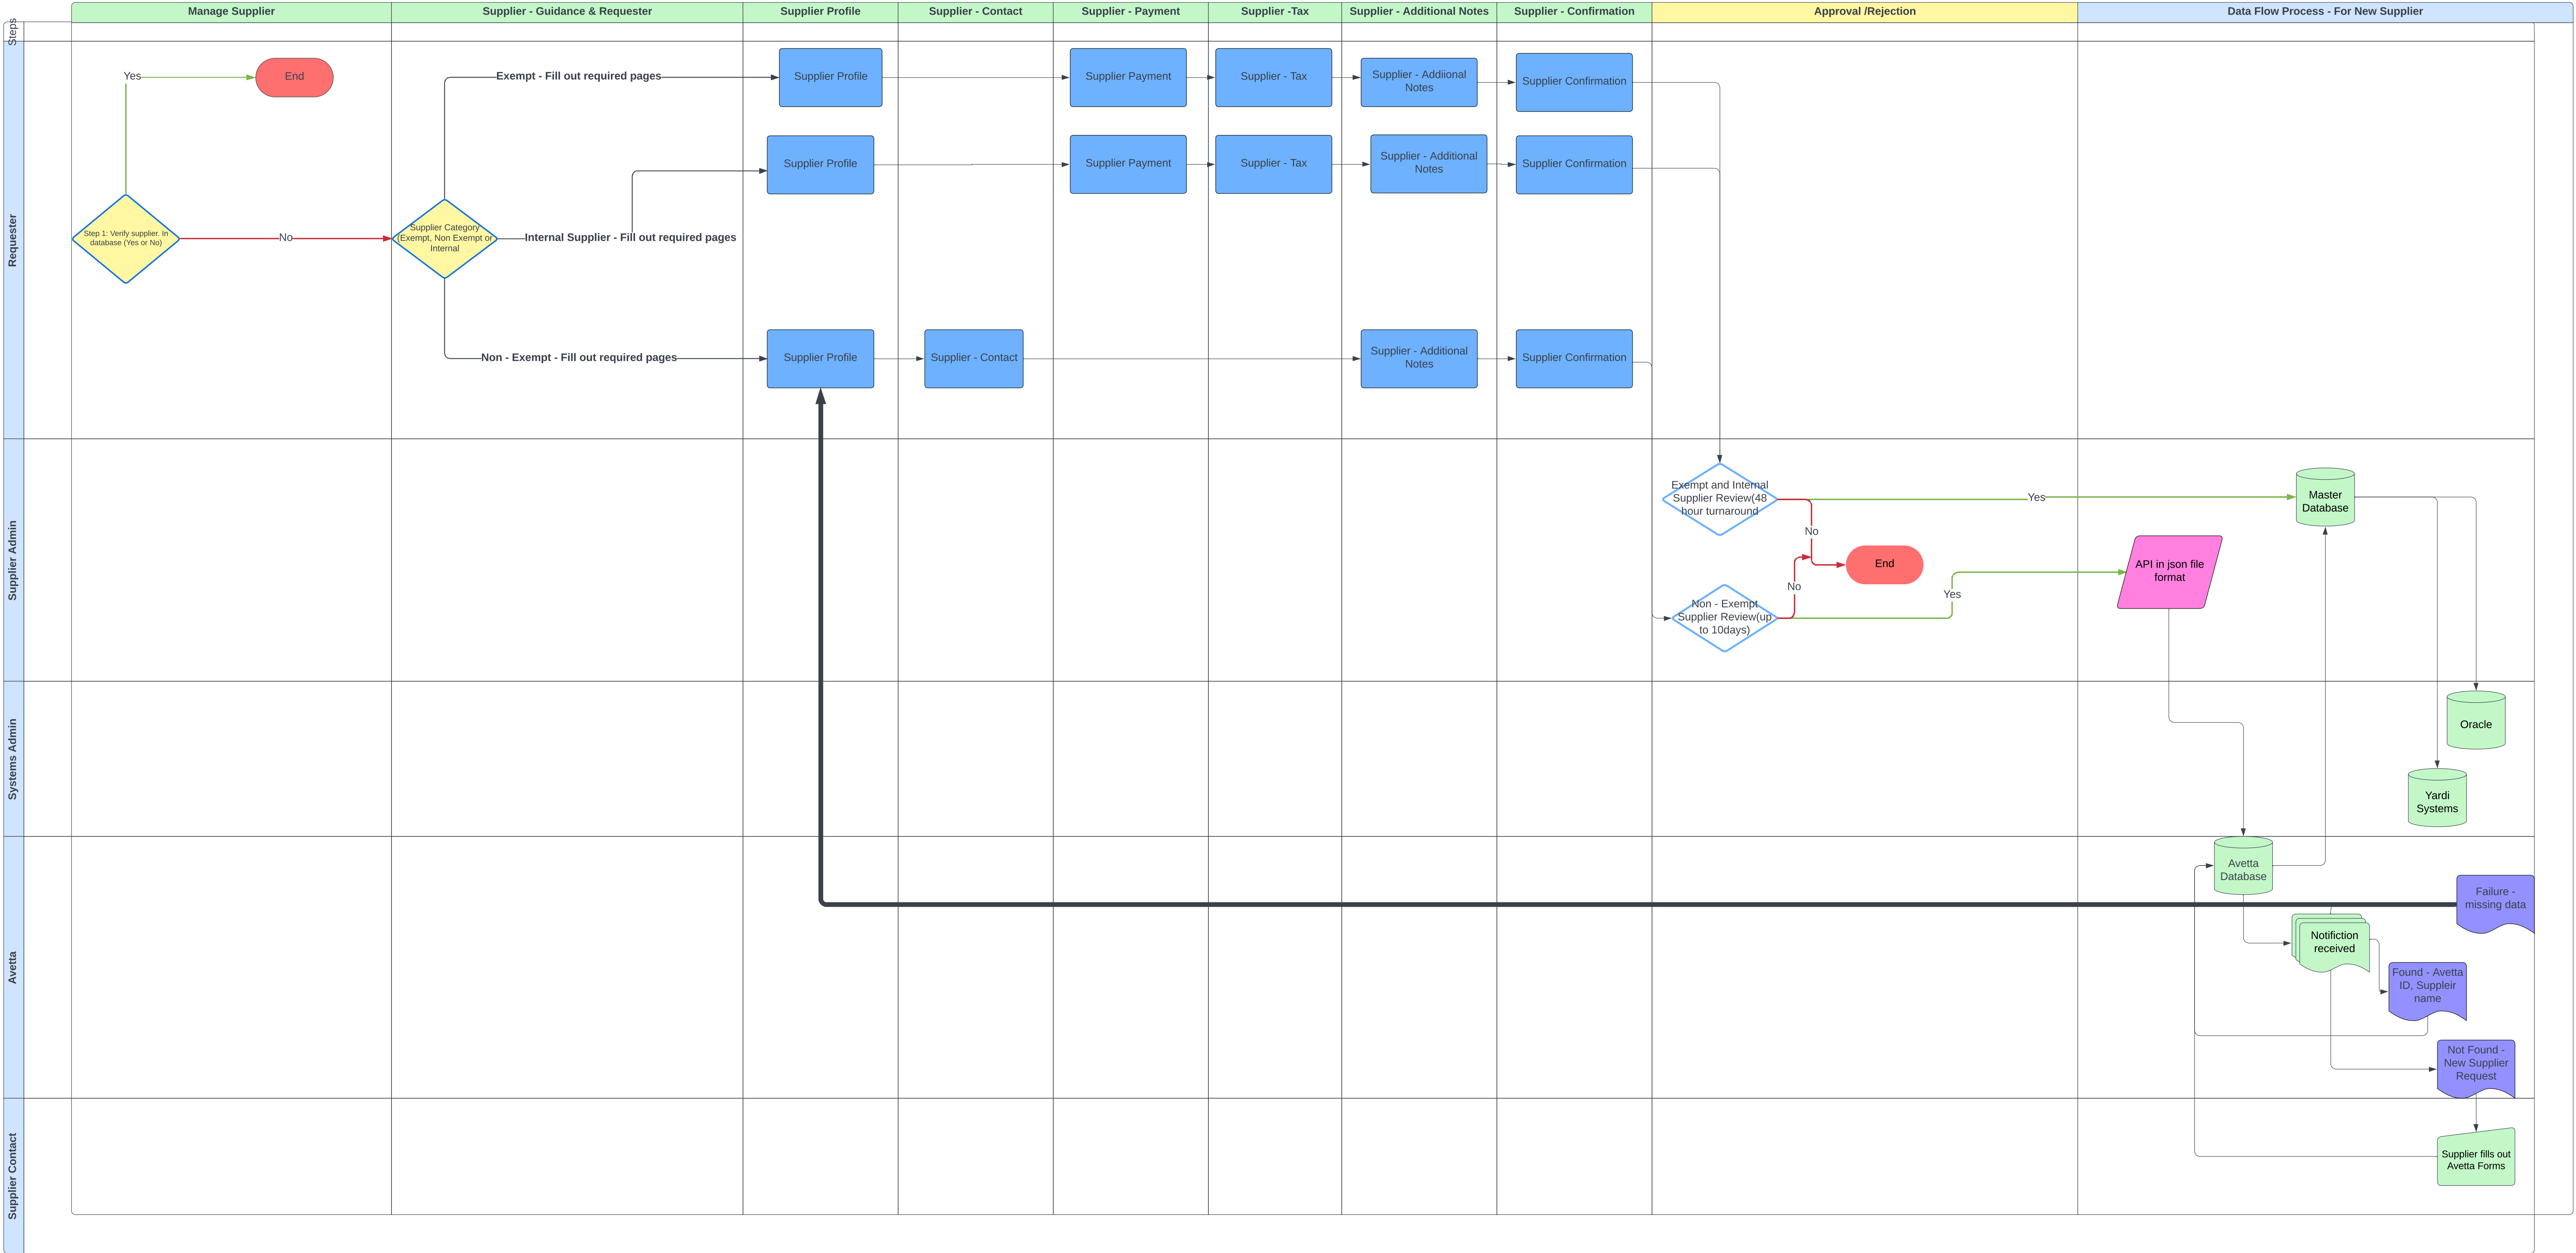 Manage Supplier
Supplier - Guidance & Requester
Supplier Profile
Supplier - Contact
Supplier - Payment
Supplier -Tax
Supplier - Additional Notes
Supplier - Confirmation
Approval /Rejection
Data Flow Process - For New Supplier
Steps
Requester
Yes
End
Step 1: Verify supplier. In
database (Yes or No)
No
Supplier Category
(Exempt, Non Exempt or
Internal
Exempt - Fill out required pages
Supplier Profile
Supplier Payment
Supplier - Tax
Supplier - Addiional
Notes
Supplier Confirmation
Internal Supplier - Fill out required pages
Supplier Profile
Supplier Payment
Supplier - Tax
Supplier - Additional
Notes
Supplier Confirmation
Non - Exempt - Fill out required pages
Supplier Profile
Supplier - Contact
Supplier - Additional
Notes
Supplier Confirmation
Supplier Admin
Exempt and Internal
Supplier Review(48
hour turnaround
Yes
Master
Database
No
End
API in json file
format
No
Yes
Non - Exempt
Supplier Review(up
to 10days)
Systems Admin
Oracle
Yardi
Systems
Avetta
Avetta
Database
Failure -
missing data
Notifiction
received
Found - Avetta
ID, Suppleir
name
Not Found -
New Supplier
Request
Supplier Contact
Supplier fills out
Avetta Forms